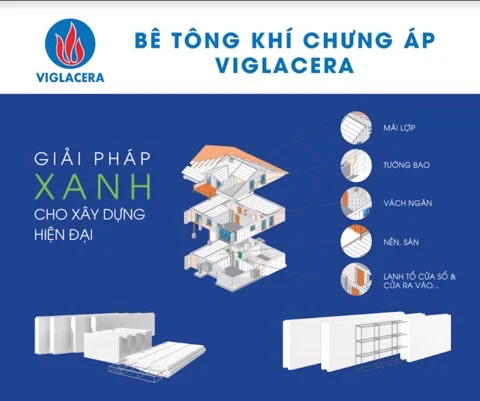 VIGLACERA
BÊ TÔNG KHÍ CHƯNG ÁP
VIGLACERA
GIẢI PHÁP
XANH
CHO XÂY DỰNG
HIỆN ĐẠI
MÁI LỢP
TƯỜNG BAO
VÁCH NGĂN
NỀN, SÀN
LANH TÔ CỬA SỔ &
CỬA RA VÀO...